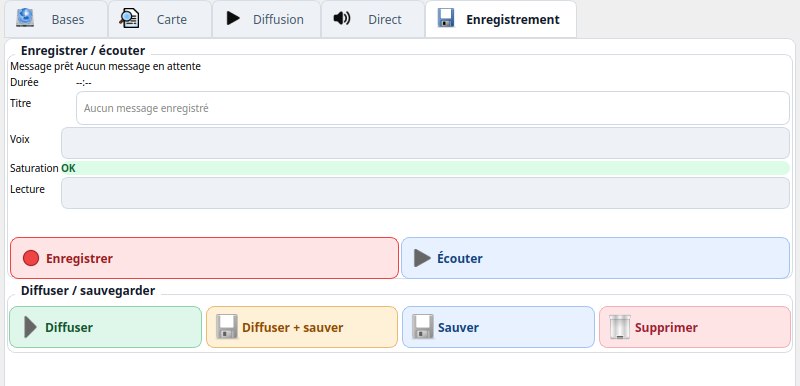 Bases Carte Diffusion Direct Enregistrement
Enregistrer / écouter
Message prêt Aucun message en attente
Durée --:--
Titre Aucun message enregistré
Voix
Saturation OK
Lecture
Enregistrer Écouter
Diffuser / sauvegarder
Diffuser Diffuser + sauver Sauver Supprimer